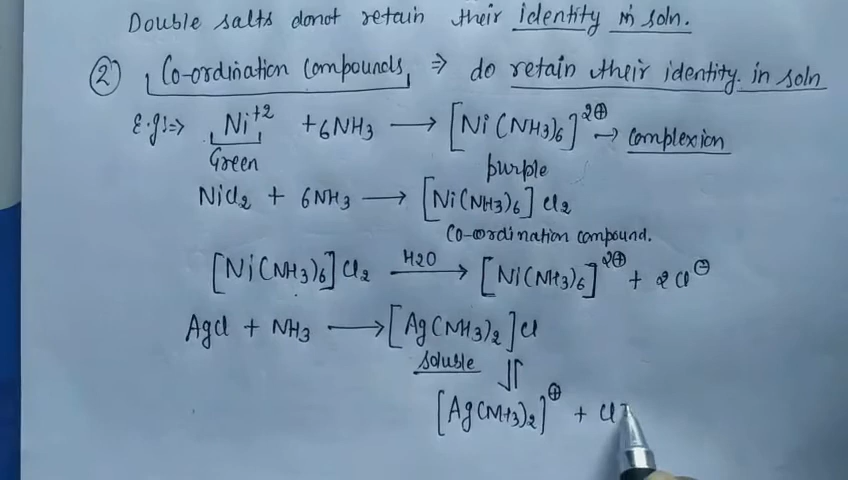 Double salts donot retain their identity in soln.
② Co-ordination compounds, ⇒ do retain their identity. in soln
E.gs⇒ Ni⁺² + 6NH3 ⟶ [Ni(NH3)6]²⊕ → complexion
Green purple
NiCl₂ + 6NH3 ⟶ [Ni(NH3)6]Cl₂
Co-ordination compound.
[Ni(NH3)6]Cl₂ H2O⟶ [Ni(NH3)6]²⊕ + 2Cl⊖
AgCl + NH3 ⟶ [Ag(NH3)₂]Cl
soluble ⇌
[Ag(NH3)₂]⊕ + Cl